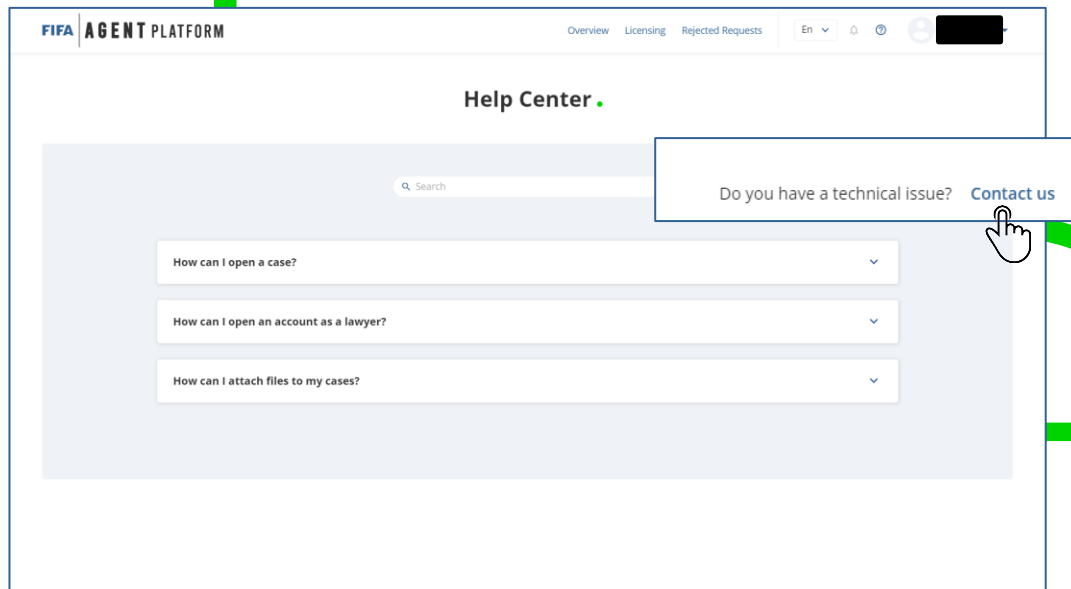 FIFA AGENT PLATFORM
Overview Licensing Rejected Requests En
Help Center.
Search
Do you have a technical issue? Contact us
How can I open a case?
How can I open an account as a lawyer?
How can I attach files to my cases?